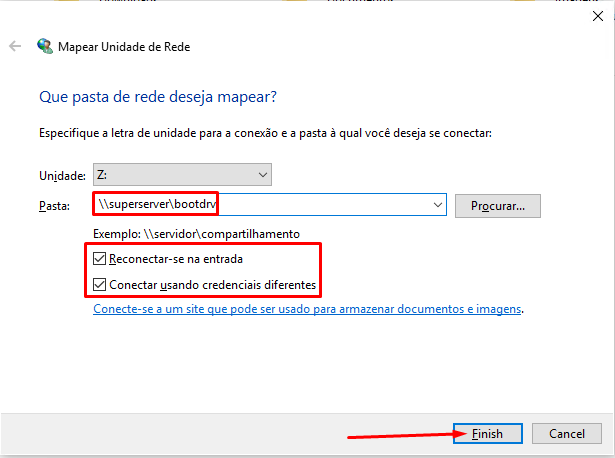 Mapear Unidade de Rede
Que pasta de rede deseja mapear?
Especifique a letra de unidade para a conexão e a pasta à qual você deseja se conectar:
Unidade: Z:
Pasta: \\superserver\bootdrv Procurar...
Exemplo: \\servidor\compartilhamento
Reconectar-se na entrada
Conectar usando credenciais diferentes
Conecte-se a um site que pode ser usado para armazenar documentos e imagens.
Finish Cancel